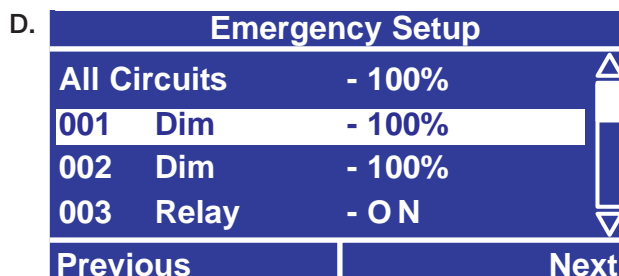 D.
Emergency Setup
All Circuits - 100%
001 Dim - 100%
002 Dim - 100%
003 Relay - ON
Previous Next